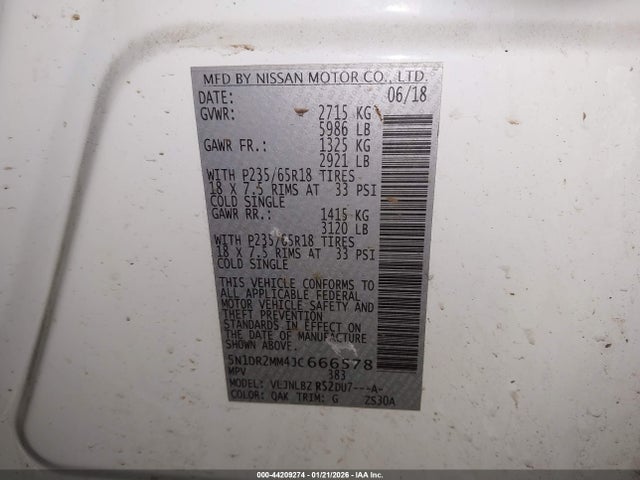 MFD BY NISSAN MOTOR CO., LTD.
DATE: 06/18
GVWR: 2715 KG
5986 LB
GAWR FR.: 1325 KG
2921 LB
WITH P235/65R18 TIRES
18 X 7.5 RIMS AT 33 PSI
COLD SINGLE
GAWR RR.: 1415 KG
3120 LB
WITH P235/65R18 TIRES
18 X 7.5 RIMS AT 33 PSI
COLD SINGLE
THIS VEHICLE CONFORMS TO
ALL APPLICABLE FEDERAL
MOTOR VEHICLE SAFETY AND
THEFT PREVENTION
STANDARDS IN EFFECT ON
THE DATE OF MANUFACTURE
SHOWN ABOVE.
5N1DR2MM4JC666578
MPV 383
MODEL: VLJNLBZ R52DU7---A-
COLOR: QAK TRIM: G ZS30A
000-44209274 | 01/21/2026 - IAA Inc.